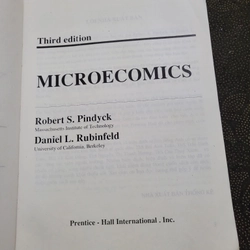 Third edition
MICROECOMICS
Robert S. Pindyck
Massachusetts Institute of Technology
Daniel L. Rubinfeld
University of California, Berkeley
Prentice - Hall International . Inc.